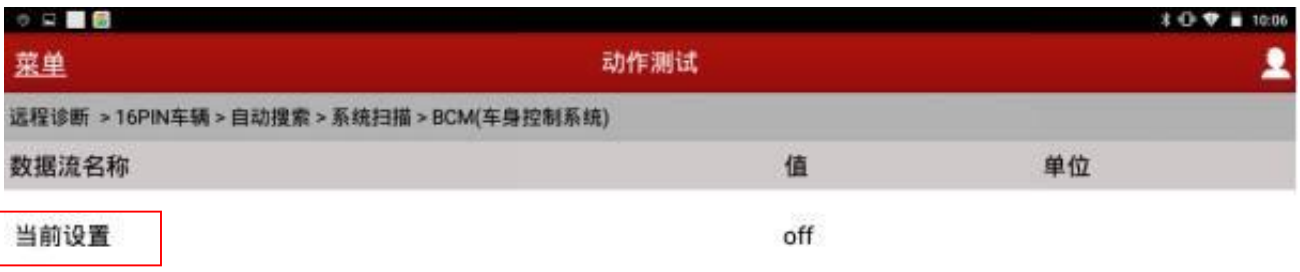 10:06
菜单 动作测试
远程诊断 > 16PIN车辆 > 自动搜索 > 系统扫描 > BCM(车身控制系统)
数据流名称 值 单位
当前设置 off